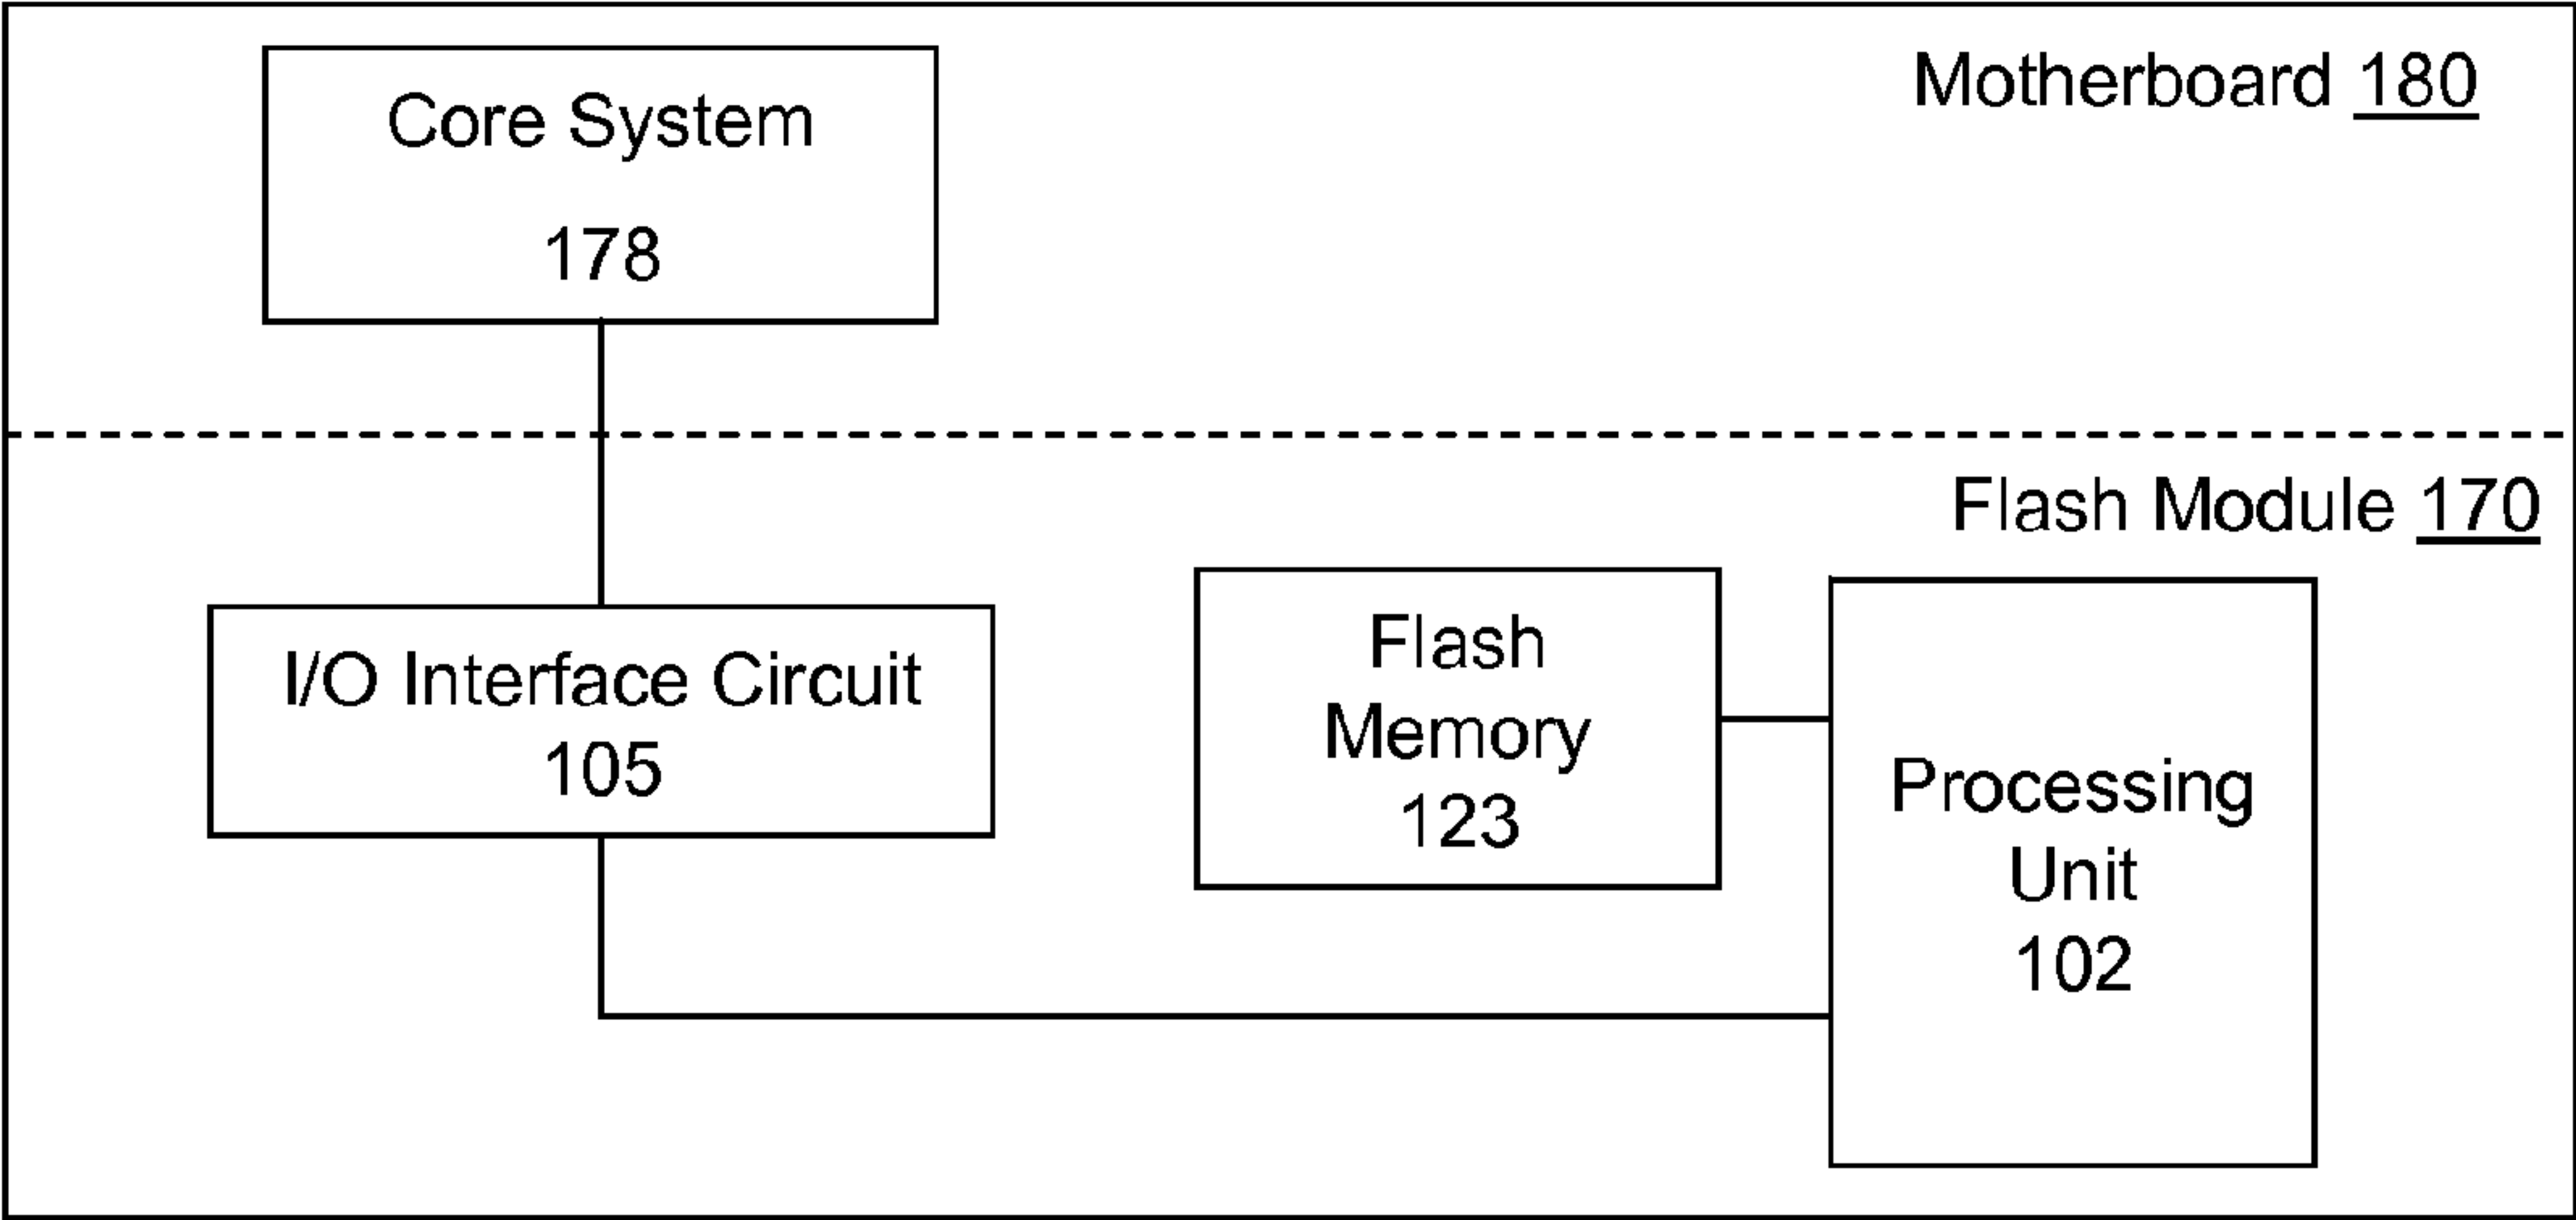 Core System
178
Motherboard 180
Flash Module 170
I/O Interface Circuit
105
Flash
Memory
123
Processing
Unit
102